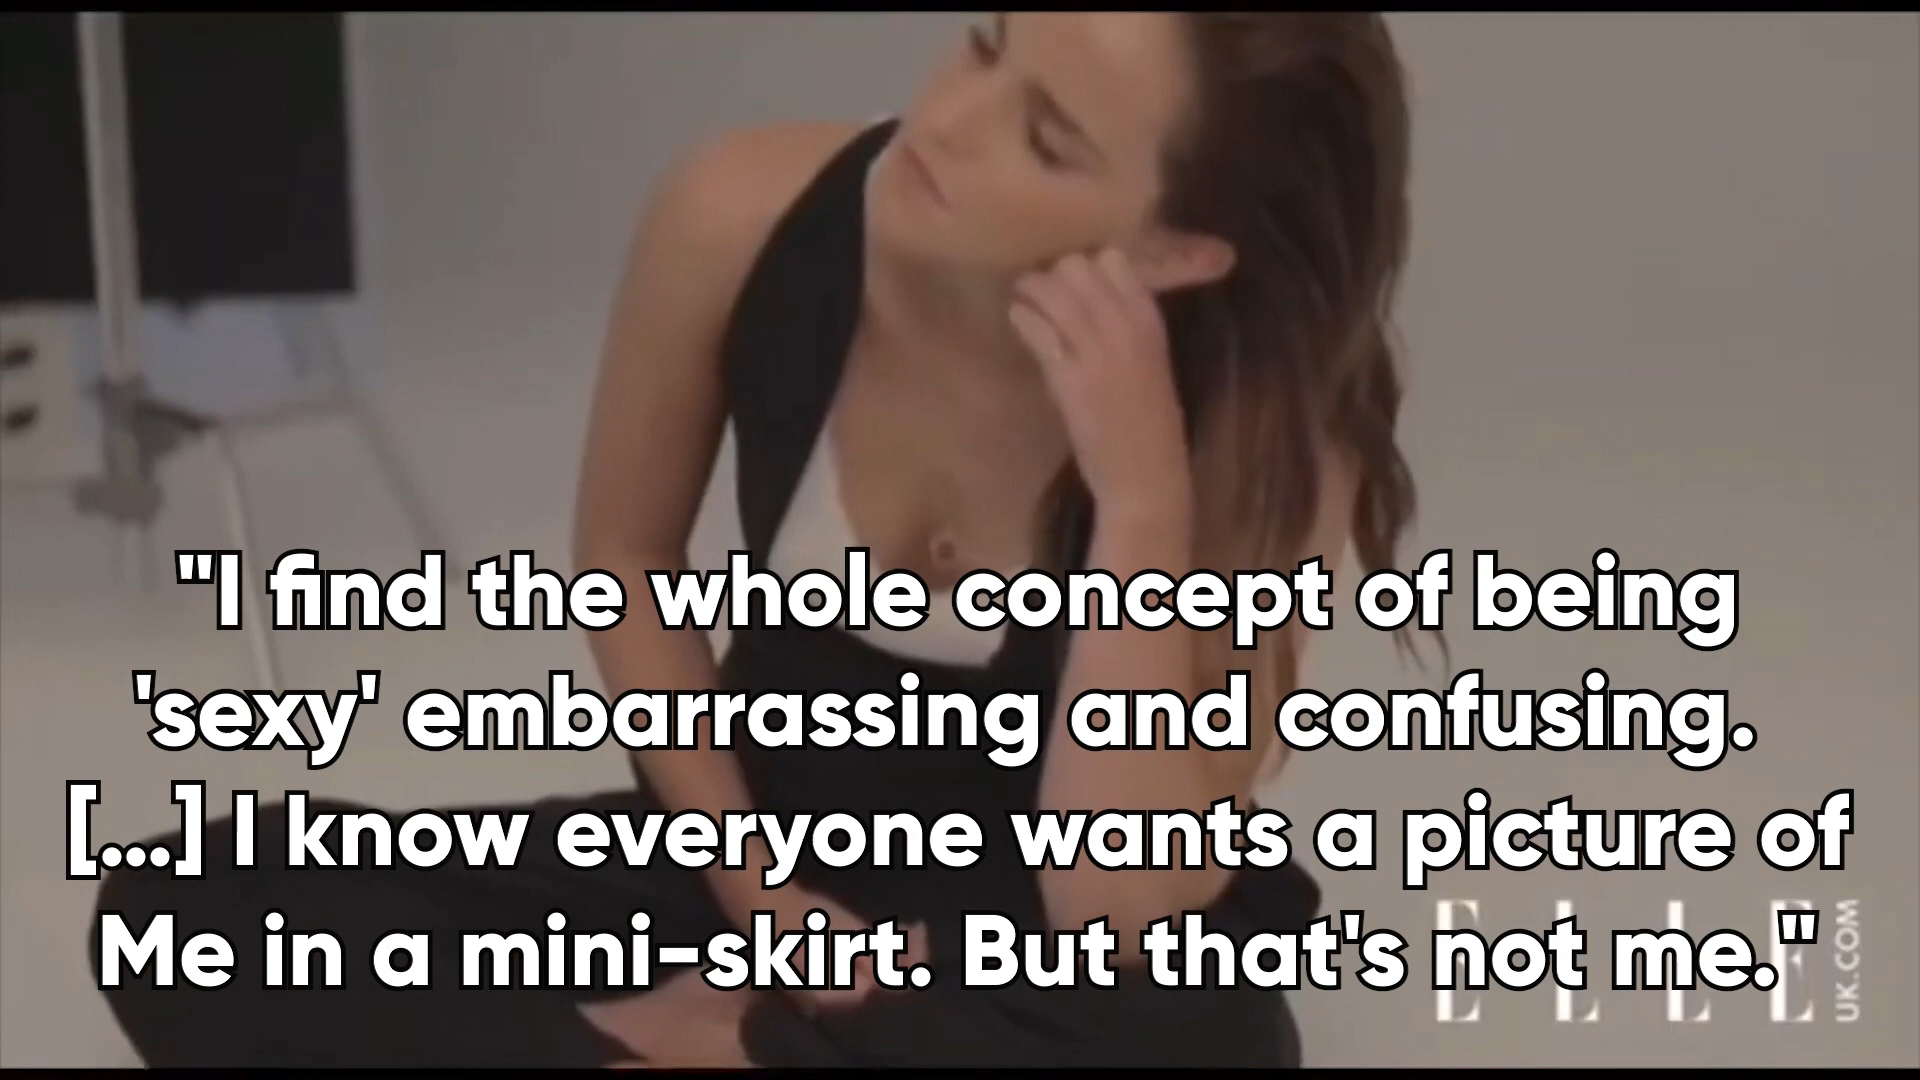 "I find the whole concept of being
'sexy' embarrassing and confusing.
[...] I know everyone wants a picture of
Me in a mini-skirt. But that's not me."
ELLE
UK.COM